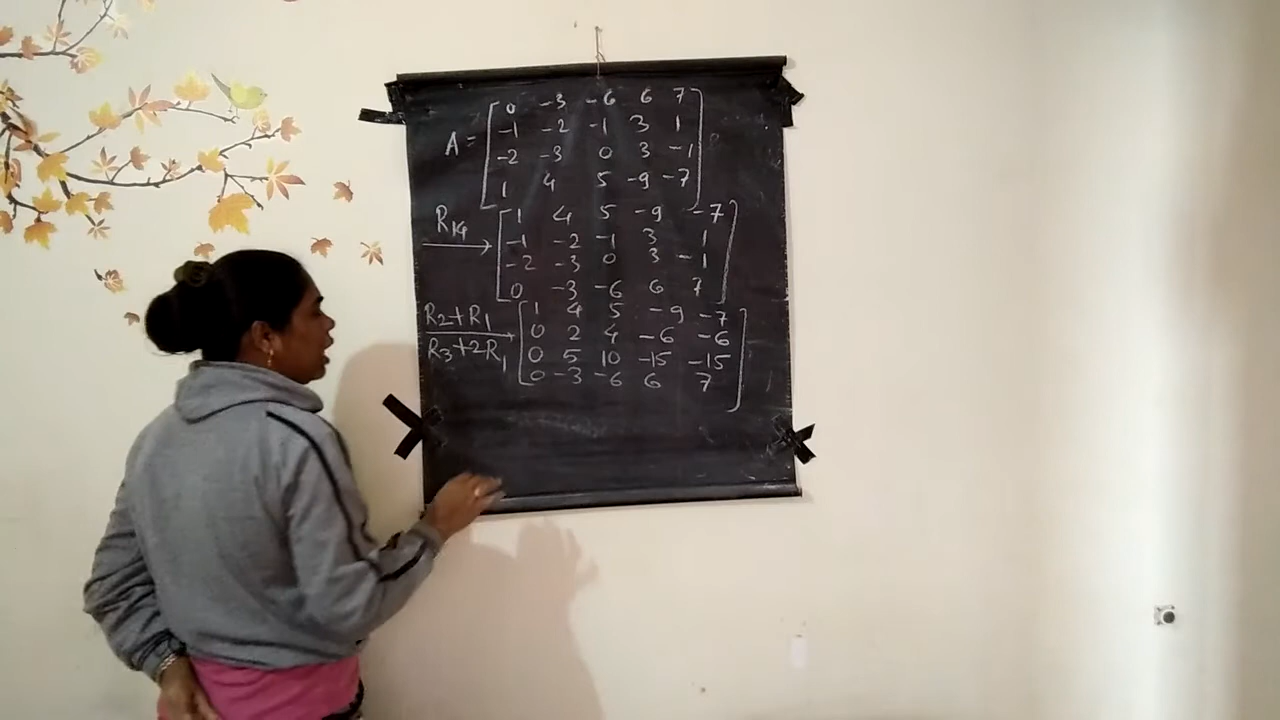 A = [ 0 -3 -6 6 7
-1 -2 -1 3 1
-2 -3 0 3 -1
1 4 5 -9 -7 ]
R14 → [ 1 4 5 -9 -7
-1 -2 -1 3 1
-2 -3 0 3 -1
0 -3 -6 6 7 ]
R2+R1 [ 1 4 5 -9 -7
R3+2R1 → 0 2 4 -6 -6
0 5 10 -15 -15
0 -3 -6 6 7 ]